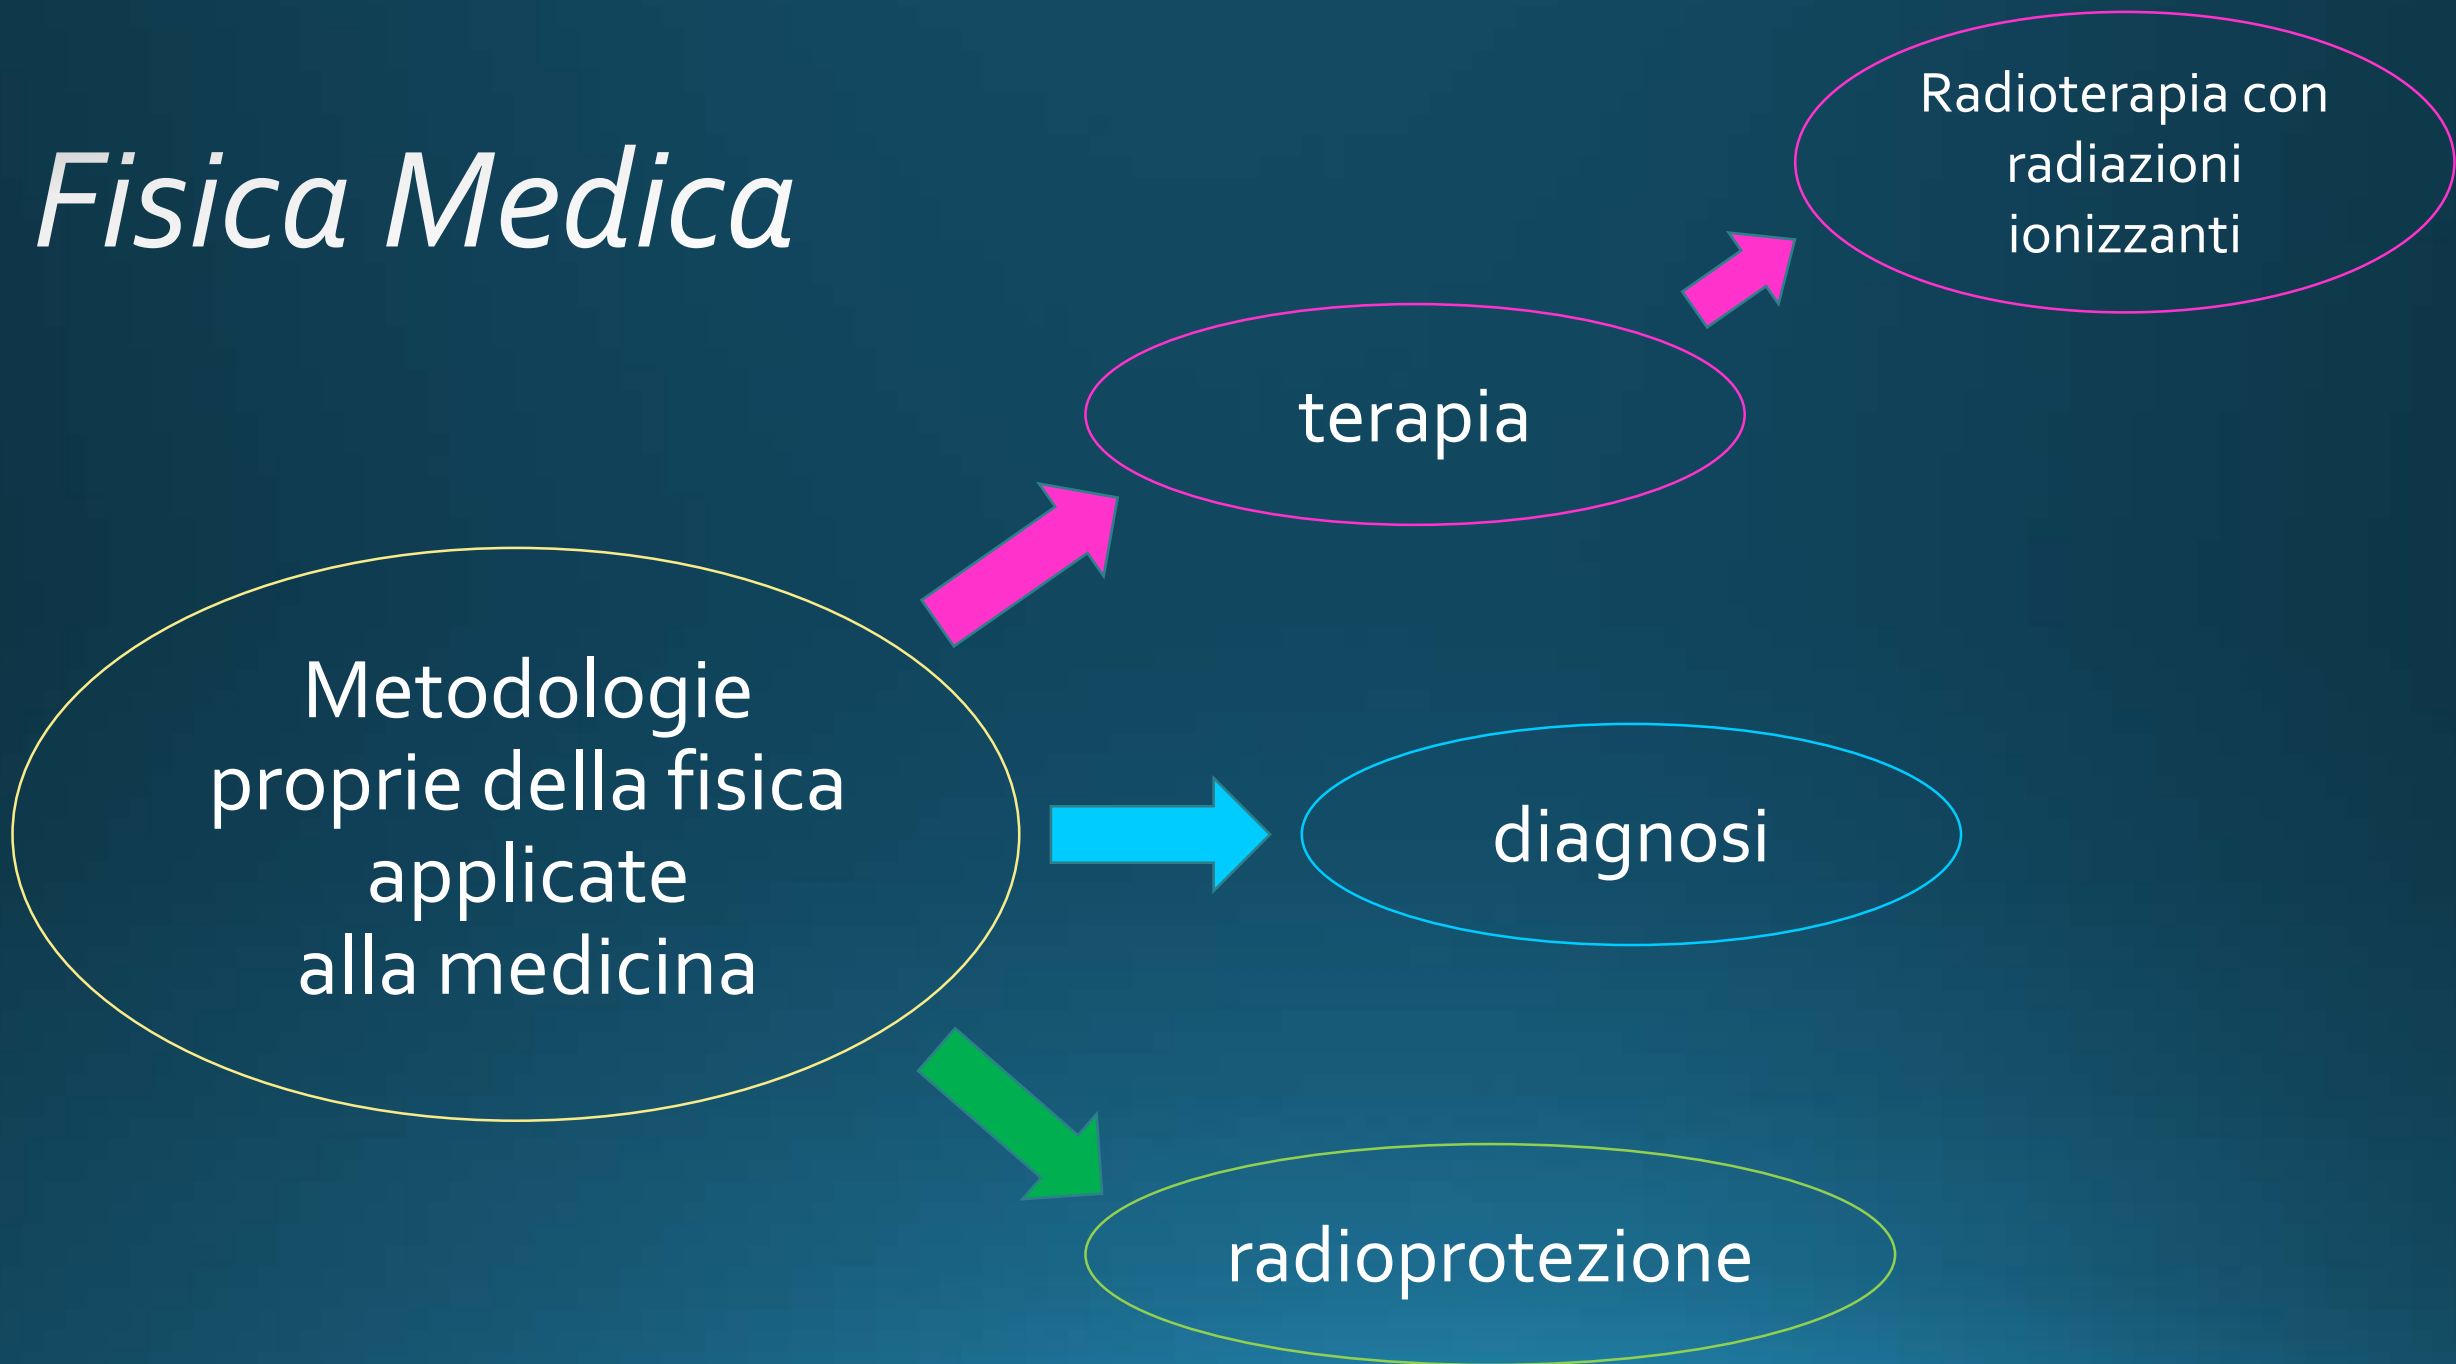 Fisica Medica
Radioterapia con
radiazioni
ionizzanti
terapia
Metodologie
proprie della fisica
applicate
alla medicina
diagnosi
radioprotezione